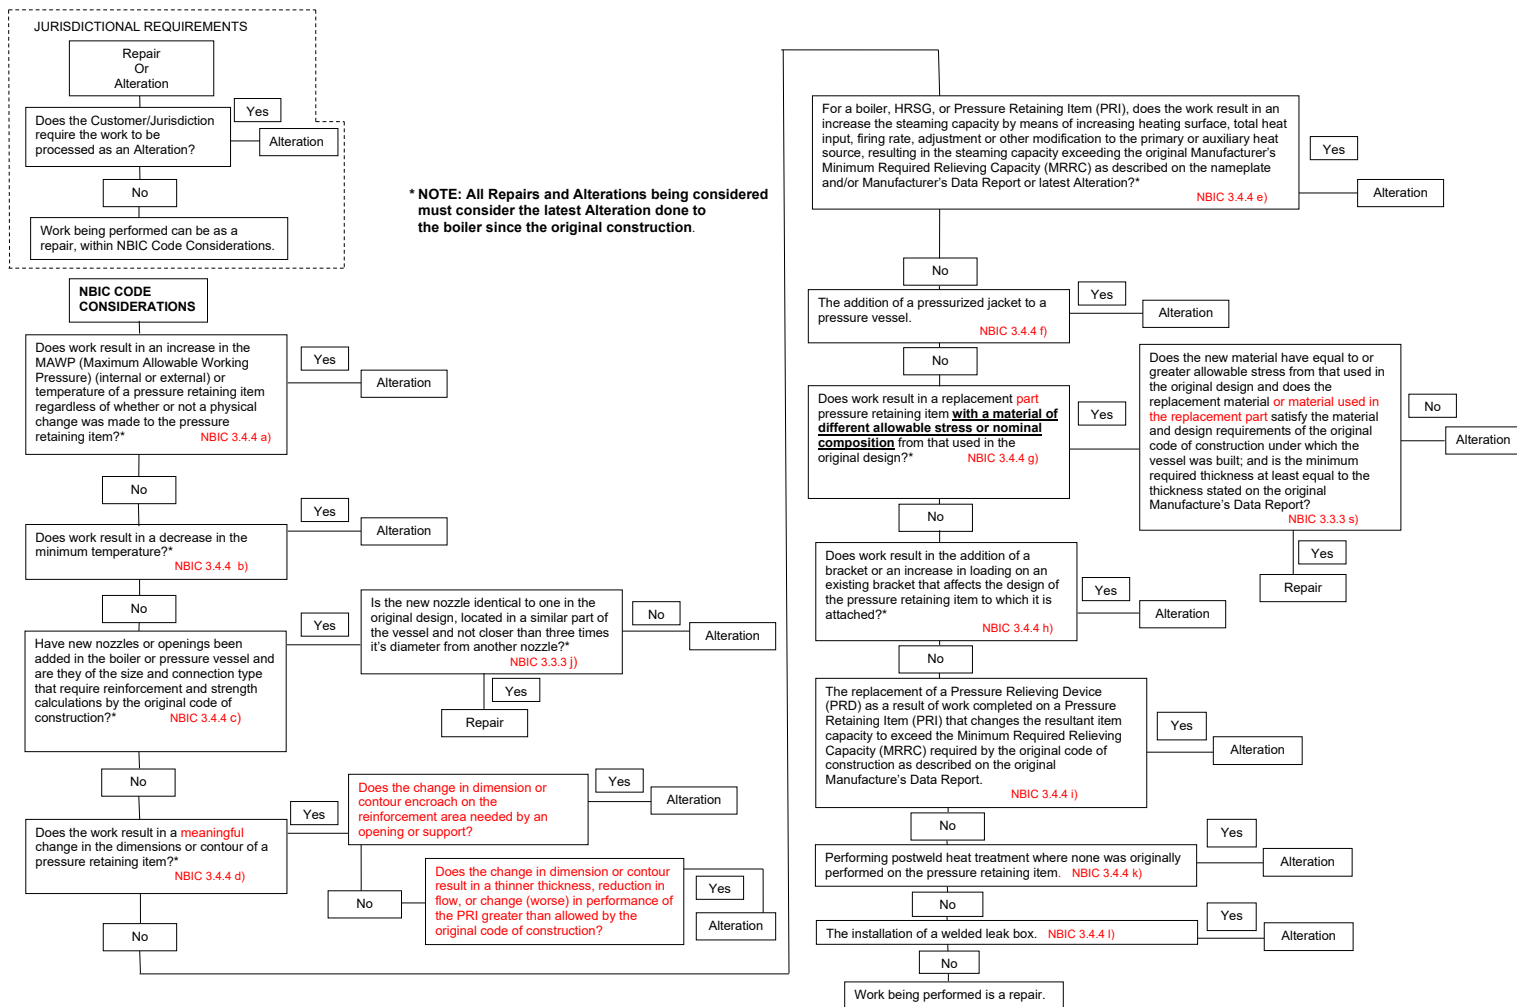 JURISDICTIONAL REQUIREMENTS
Repair
Or
Alteration
Yes
Does the Customer/Jurisdiction
require the work to be
processed as an Alteration?
Alteration
No
Work being performed can be as a
repair, within NBIC Code Considerations.
* NOTE: All Repairs and Alterations being considered
must consider the latest Alteration done to
the boiler since the original construction.
NBIC CODE
CONSIDERATIONS
Does work result in an increase in the
MAWP (Maximum Allowable Working
Pressure) (internal or external) or
temperature of a pressure retaining item
regardless of whether or not a physical
change was made to the pressure
retaining item?* NBIC 3.4.4 a)
Yes
Alteration
No
Does work result in a decrease in the
minimum temperature?*
NBIC 3.4.4 b)
Yes
Alteration
No
Have new nozzles or openings been
added in the boiler or pressure vessel and
are they of the size and connection type
that require reinforcement and strength
calculations by the original code of
construction?* NBIC 3.4.4 c)
Yes
Is the new nozzle identical to one in the
original design, located in a similar part of
the vessel and not closer than three times
it's diameter from another nozzle?*
NBIC 3.3.3 j)
No
Alteration
Yes
Repair
No
Does the work result in a meaningful
change in the dimensions or contour of a
pressure retaining item?*
NBIC 3.4.4 d)
Yes
Does the change in dimension or
contour encroach on the
reinforcement area needed by an
opening or support?
Yes
Alteration
No
Does the change in dimension or contour
result in a thinner thickness, reduction in
flow, or change (worse) in performance of
the PRI greater than allowed by the
original code of construction?
Yes
Alteration
No
For a boiler, HRSG, or Pressure Retaining Item (PRI), does the work result in an
increase the steaming capacity by means of increasing heating surface, total heat
input, firing rate, adjustment or other modification to the primary or auxiliary heat
source, resulting in the steaming capacity exceeding the original Manufacturer's
Minimum Required Relieving Capacity (MRRC) as described on the nameplate
and/or Manufacturer's Data Report or latest Alteration?*
NBIC 3.4.4 e)
Yes
Alteration
No
The addition of a pressurized jacket to a
pressure vessel.
NBIC 3.4.4 f)
Yes
Alteration
No
Does work result in a replacement part
pressure retaining item with a material of
different allowable stress or nominal
composition from that used in the
original design?* NBIC 3.4.4 g)
Yes
Does the new material have equal to or
greater allowable stress from that used in
the original design and does the
replacement material or material used in
the replacement part satisfy the material
and design requirements of the original
code of construction under which the
vessel was built; and is the minimum
required thickness at least equal to the
thickness stated on the original
Manufacture's Data Report?
NBIC 3.3.3 s)
No
Alteration
Yes
Repair
No
Does work result in the addition of a
bracket or an increase in loading on an
existing bracket that affects the design of
the pressure retaining item to which it is
attached?*
NBIC 3.4.4 h)
Yes
Alteration
No
The replacement of a Pressure Relieving Device
(PRD) as a result of work completed on a Pressure
Retaining Item (PRI) that changes the resultant item
capacity to exceed the Minimum Required Relieving
Capacity (MRRC) required by the original code of
construction as described on the original
Manufacture's Data Report.
NBIC 3.4.4 i)
Yes
Alteration
No
Performing postweld heat treatment where none was originally
performed on the pressure retaining item. NBIC 3.4.4 k)
Yes
Alteration
No
The installation of a welded leak box. NBIC 3.4.4 l)
Yes
Alteration
No
Work being performed is a repair.